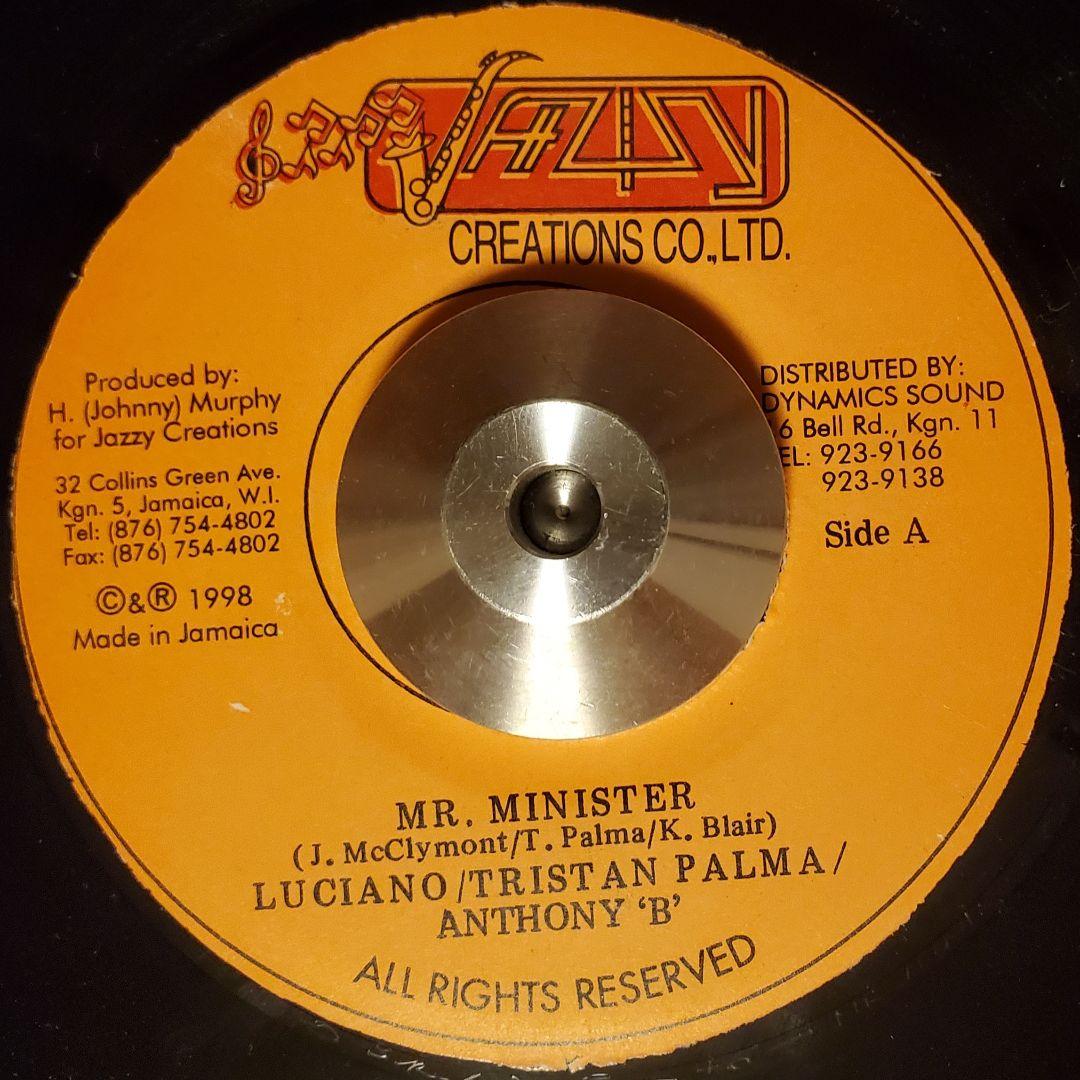 JAZZY
CREATIONS CO.,LTD.
Produced by:
H. (Johnny) Murphy
for Jazzy Creations
32 Collins Green Ave.
Kgn. 5, Jamaica, W.I.
Tel: (876) 754-4802
Fax: (876) 754-4802
©&® 1998
Made in Jamaica
DISTRIBUTED BY:
DYNAMICS SOUND
6 Bell Rd., Kgn. 11
EL: 923-9166
923-9138
Side A
MR. MINISTER
(J. McClymont/T. Palma/K. Blair)
LUCIANO/TRISTAN PALMA/
ANTHONY ‘B’
ALL RIGHTS RESERVED